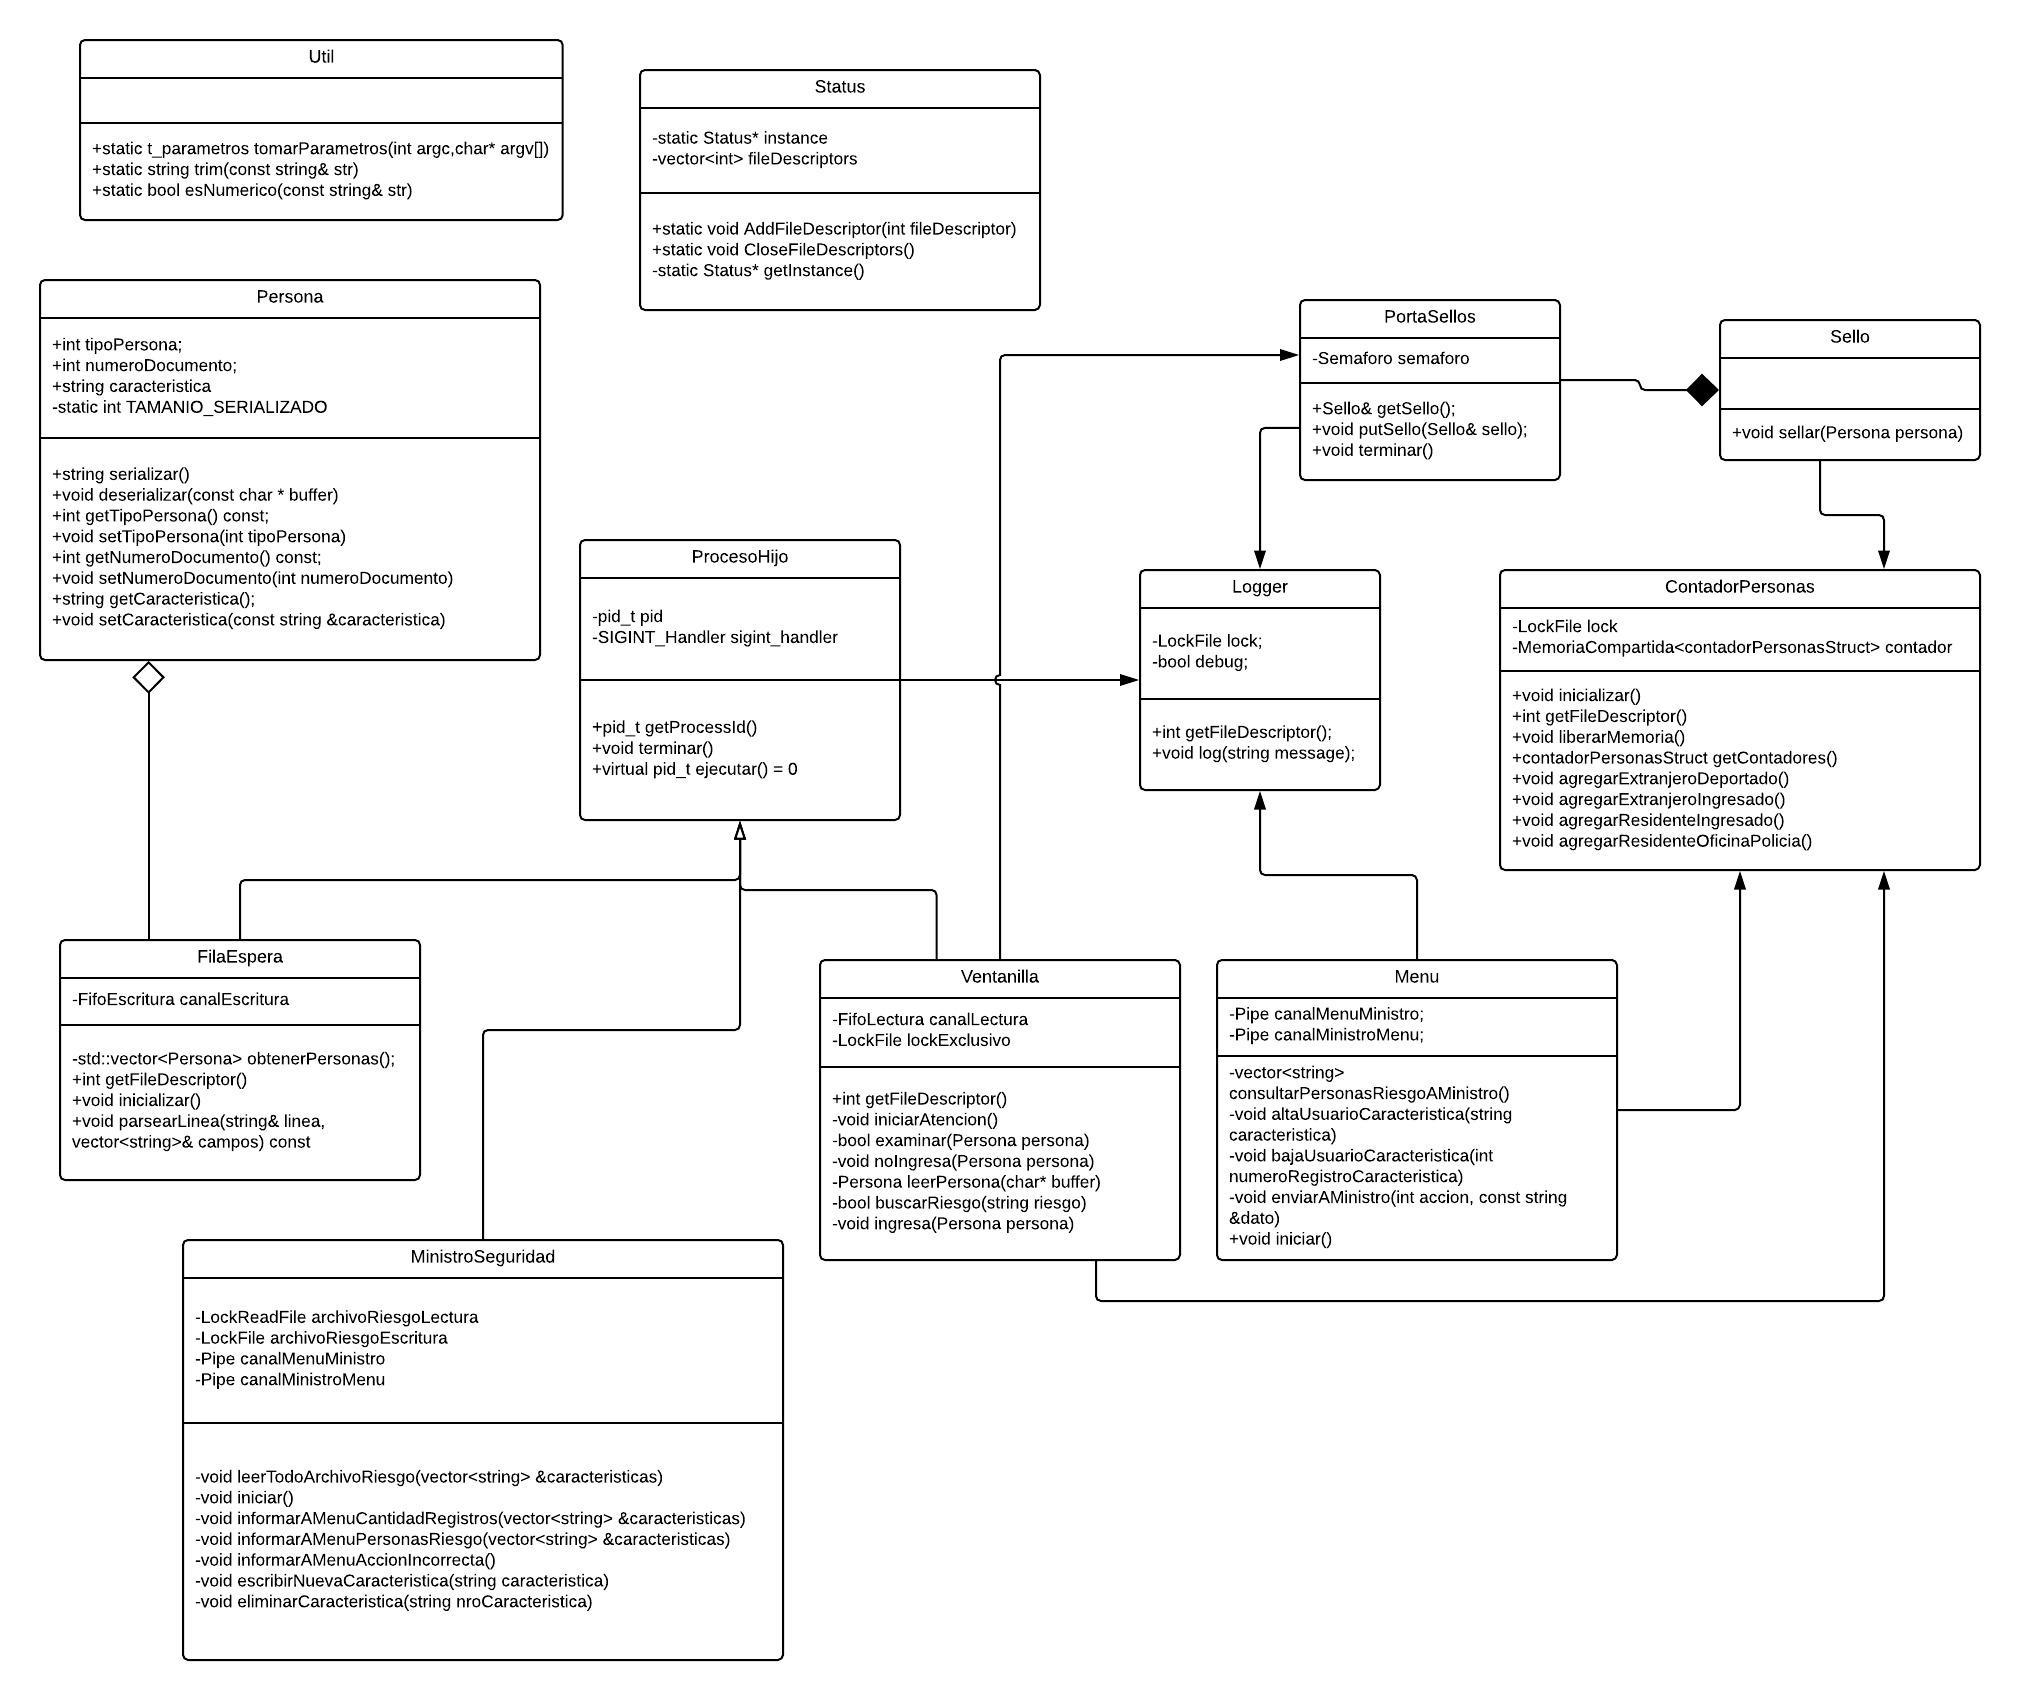 Util
+static t_parametros tomarParametros(int argc,char* argv[])
+static string trim(const string& str)
+static bool esNumerico(const string& str)
Status
-static Status* instance
-vector<int> fileDescriptors
+static void AddFileDescriptor(int fileDescriptor)
+static void CloseFileDescriptors()
-static Status* getInstance()
Persona
+int tipoPersona;
+int numeroDocumento;
+string caracteristica
-static int TAMANIO_SERIALIZADO
+string serializar()
+void deserializar(const char * buffer)
+int getTipoPersona() const;
+void setTipoPersona(int tipoPersona)
+int getNumeroDocumento() const;
+void setNumeroDocumento(int numeroDocumento)
+string getCaracteristica();
+void setCaracteristica(const string &caracteristica)
PortaSellos
-Semaforo semaforo
+Sello& getSello();
+void putSello(Sello& sello);
+void terminar()
Sello
+void sellar(Persona persona)
ProcesoHijo
-pid_t pid
-SIGINT_Handler sigint_handler
+pid_t getProcessId()
+void terminar()
+virtual pid_t ejecutar() = 0
Logger
-LockFile lock;
-bool debug;
+int getFileDescriptor();
+void log(string message);
ContadorPersonas
-LockFile lock
-MemoriaCompartida<contadorPersonasStruct> contador
+void inicializar()
+int getFileDescriptor()
+void liberarMemoria()
+contadorPersonasStruct getContadores()
+void agregarExtranjeroDeportado()
+void agregarExtranjeroIngresado()
+void agregarResidenteIngresado()
+void agregarResidenteOficinaPolicia()
FilaEspera
-FifoEscritura canalEscritura
-std::vector<Persona> obtenerPersonas();
+int getFileDescriptor()
+void inicializar()
+void parsearLinea(string& linea,
vector<string>& campos) const
Ventanilla
-FifoLectura canalLectura
-LockFile lockExclusivo
+int getFileDescriptor()
-void iniciarAtencion()
-bool examinar(Persona persona)
-void noIngresa(Persona persona)
-Persona leerPersona(char* buffer)
-bool buscarRiesgo(string riesgo)
-void ingresa(Persona persona)
Menu
-Pipe canalMenuMinistro;
-Pipe canalMinistroMenu;
-vector<string>
consultarPersonasRiesgoAMinistro()
-void altaUsuarioCaracteristica(string
caracteristica)
-void bajaUsuarioCaracteristica(int
numeroRegistroCaracteristica)
-void enviarAMinistro(int accion, const string
&dato)
+void iniciar()
MinistroSeguridad
-LockReadFile archivoRiesgoLectura
-LockFile archivoRiesgoEscritura
-Pipe canalMenuMinistro
-Pipe canalMinistroMenu
-void leerTodoArchivoRiesgo(vector<string> &caracteristicas)
-void iniciar()
-void informarAMenuCantidadRegistros(vector<string> &caracteristicas)
-void informarAMenuPersonasRiesgo(vector<string> &caracteristicas)
-void informarAMenuAccionIncorrecta()
-void escribirNuevaCaracteristica(string caracteristica)
-void eliminarCaracteristica(string nroCaracteristica)